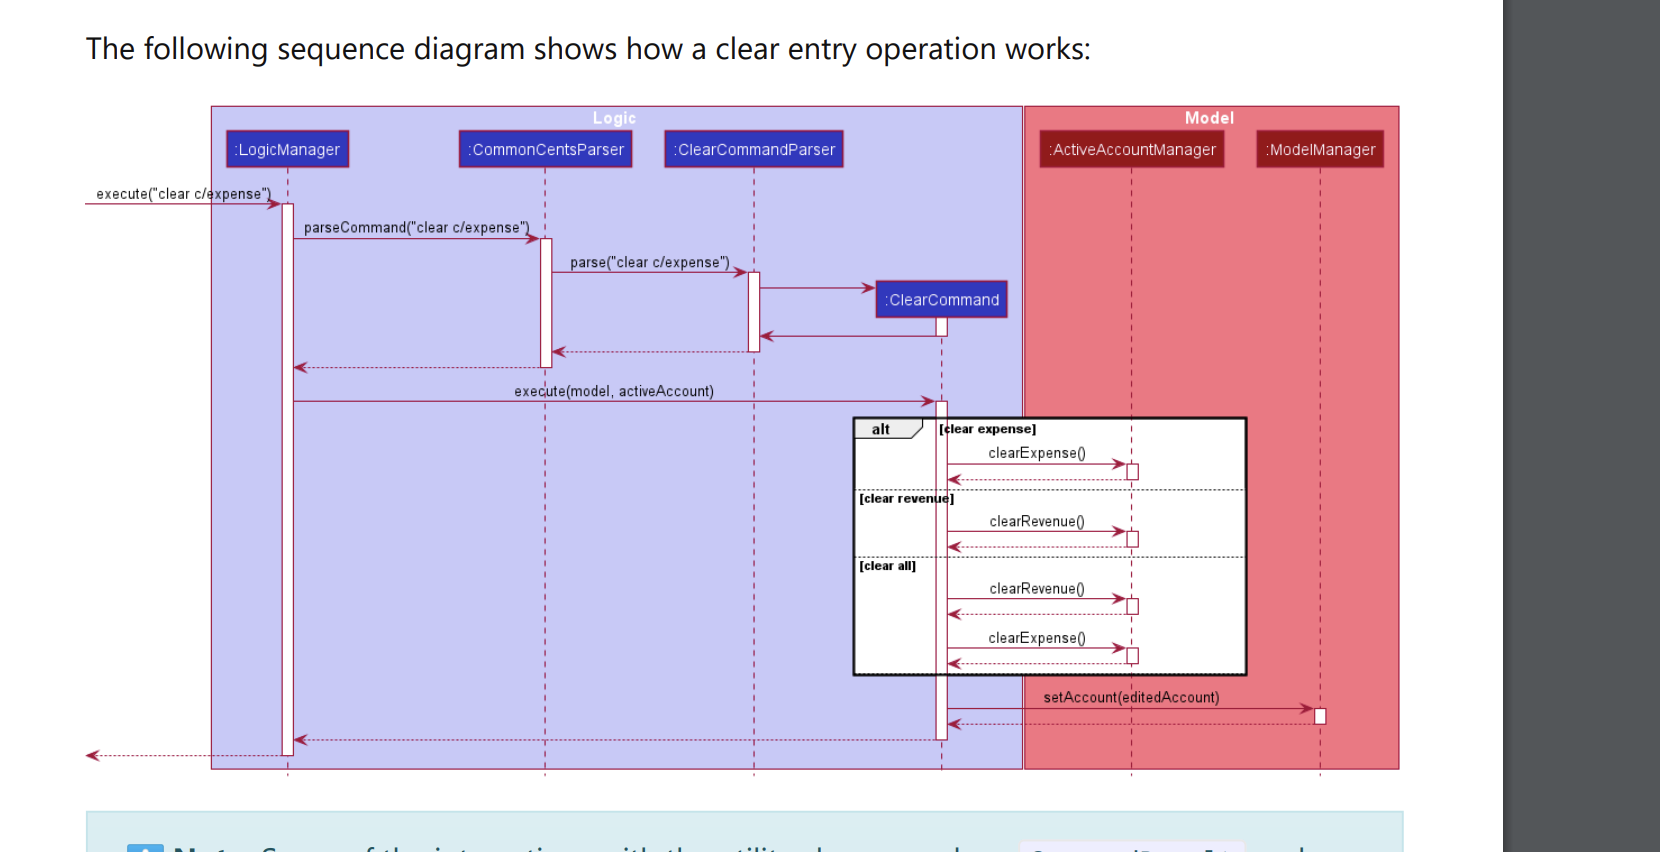 The following sequence diagram shows how a clear entry operation works:
Logic
Model
:LogicManager
:CommonCentsParser
:ClearCommandParser
:ActiveAccountManager
:ModelManager
execute("clear c/expense")
parseCommand("clear c/expense")
parse("clear c/expense")
:ClearCommand
execute(model, activeAccount)
alt
[clear expense]
clearExpense()
[clear revenue]
clearRevenue()
[clear all]
clearRevenue()
clearExpense()
setAccount(editedAccount)